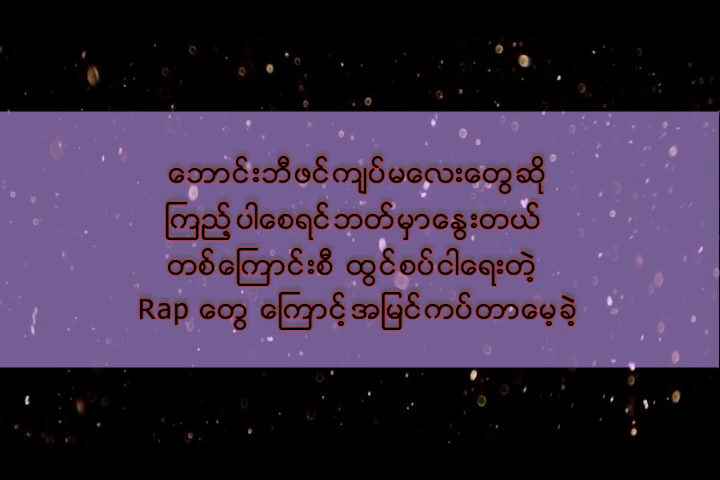 ဘောင်းဘီဖင်ကျပ်မလေးတွေဆို
ကြည့်ပါစေရင်ဘတ်မှာနွေးတယ်
တစ်ကြောင်းစီ ထွင်စပ်ငါရေးတဲ့
Rap တွေ ကြောင့်အမြင်ကပ်တာမေ့ခဲ့